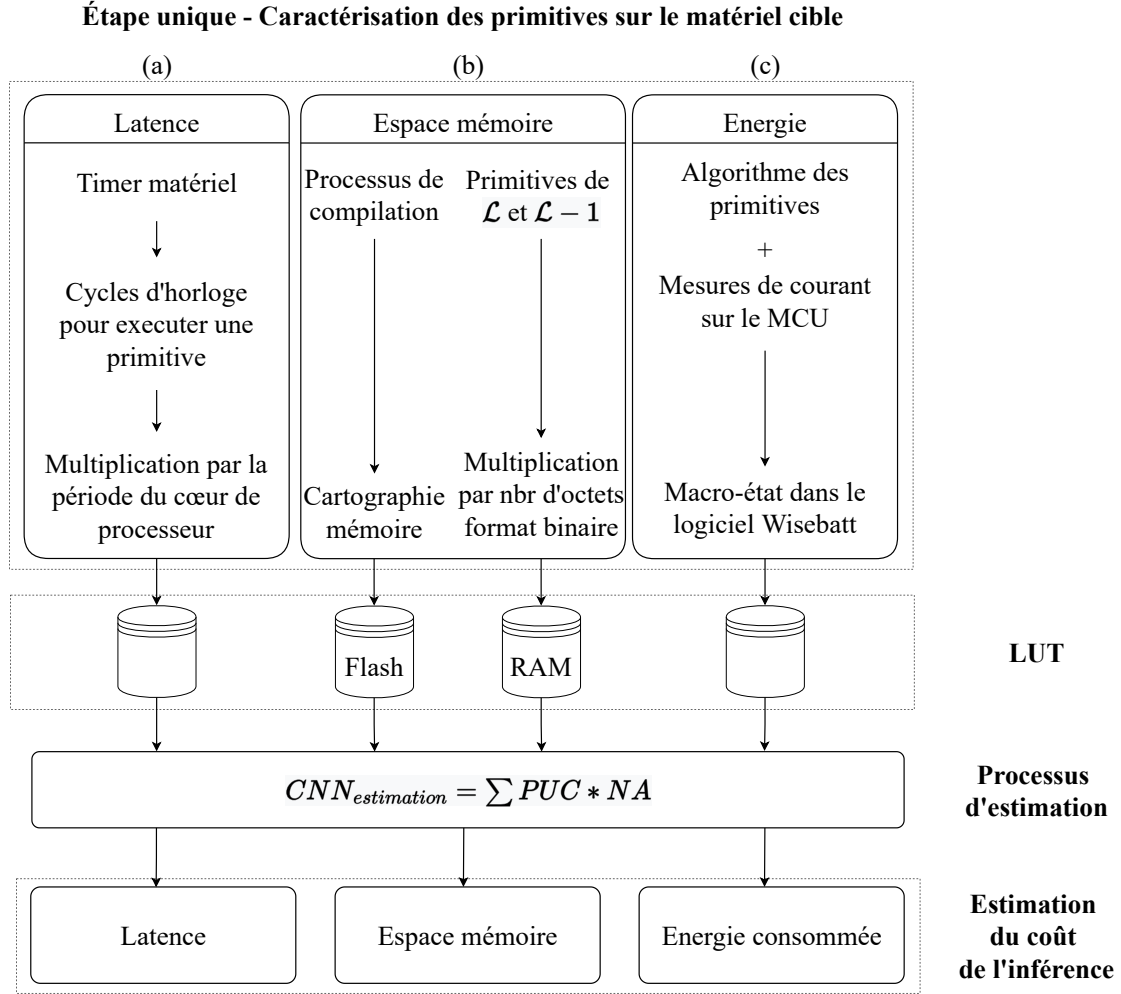 Étape unique - Caractérisation des primitives sur le matériel cible
(a)
(b)
(c)
Latence
Timer matériel
Cycles d'horloge
pour executer une
primitive
Multiplication par la
période du cœur de
processeur
Espace mémoire
Processus de
compilation
Cartographie
mémoire
Primitives de
𝓛 et 𝓛 − 1
Multiplication
par nbr d'octets
format binaire
Energie
Algorithme des
primitives
+
Mesures de courant
sur le MCU
Macro-état dans le
logiciel Wisebatt
Flash
RAM
LUT
CNN_{estimation} = ∑ PUC * NA
Processus
d'estimation
Latence
Espace mémoire
Energie consommée
Estimation
du coût
de l'inférence